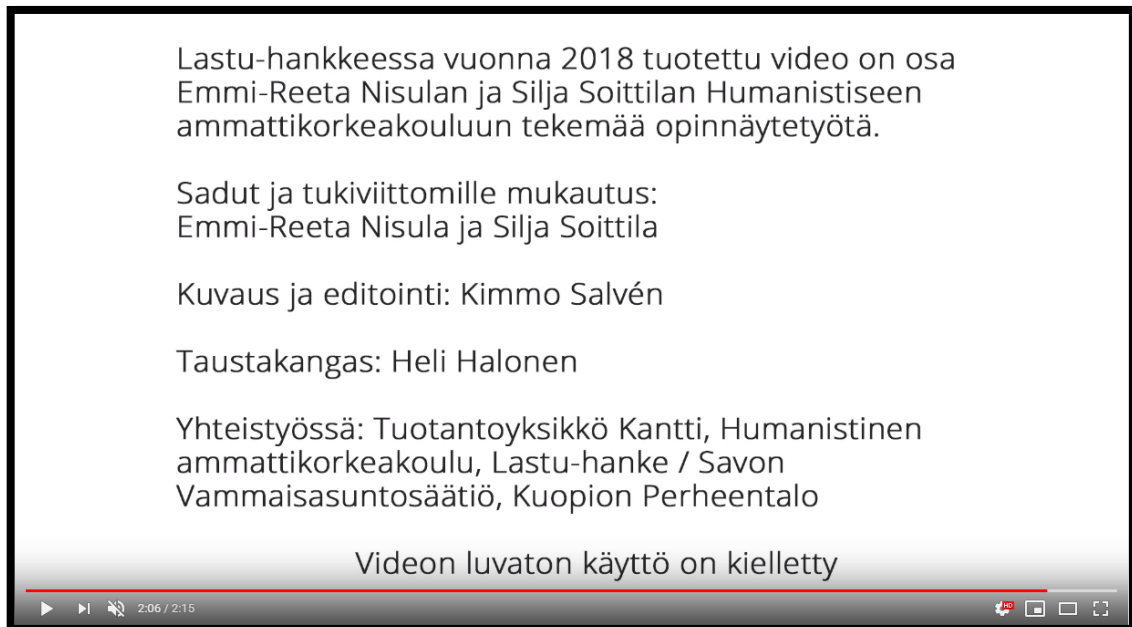 Lastu-hankkeessa vuonna 2018 tuotettu video on osa
Emmi-Reeta Nisulan ja Silja Soittilan Humanistiseen
ammattikorkeakouluun tekemää opinnäytetyötä.
Sadut ja tukiviittomille mukautus:
Emmi-Reeta Nisula ja Silja Soittila
Kuvaus ja editointi: Kimmo Salvén
Taustakangas: Heli Halonen
Yhteistyössä: Tuotantoyksikkö Kantti, Humanistinen
ammattikorkeakoulu, Lastu-hanke / Savon
Vammaisasuntosäätiö, Kuopion Perheentalo
Videon luvaton käyttö on kielletty
2:06 / 2:15 HD